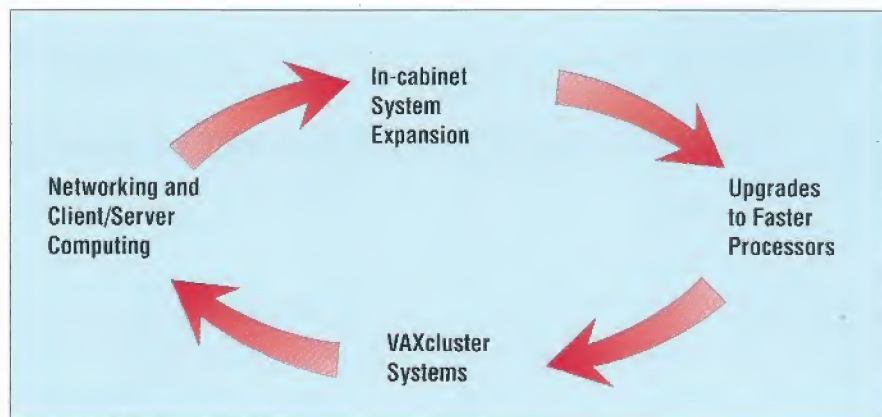 In-cabinet
System
Expansion
Upgrades
to Faster
Processors
VAXcluster
Systems
Networking and
Client/Server
Computing